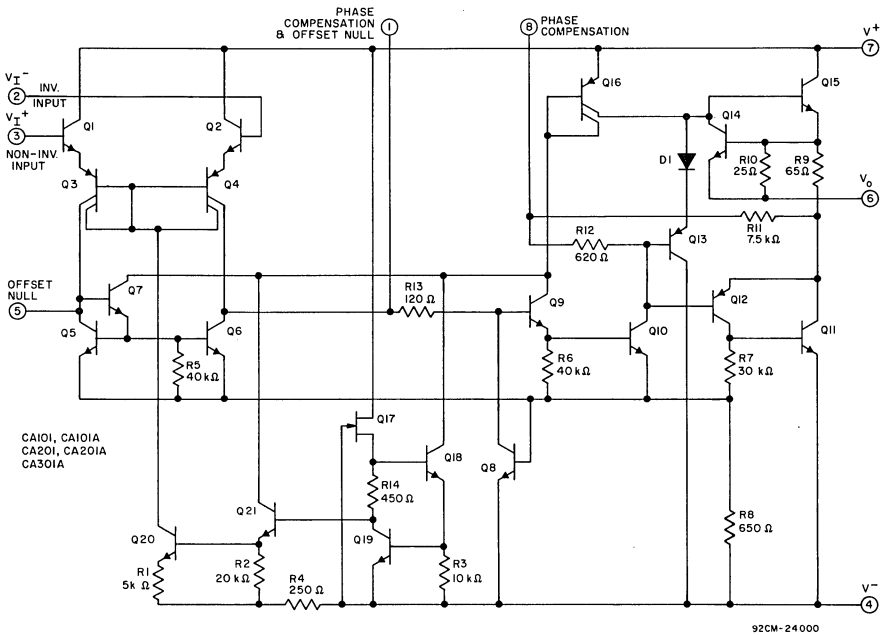 PHASE
COMPENSATION
& OFFSET NULL
1
8
PHASE
COMPENSATION
V+
7
VI-
2
INV.
INPUT
VI+
3
NON-INV.
INPUT
Q1
Q2
Q16
Q15
Q14
R10
25Ω
R9
65Ω
D1
Vo
6
Q3
Q4
R11
7.5 kΩ
R12
620 Ω
Q13
OFFSET
NULL
5
Q7
R13
120 Ω
Q9
Q12
Q5
Q6
Q10
Q11
R5
40 kΩ
R6
40 kΩ
R7
30 kΩ
CA101, CA101A
CA201, CA201A
CA301A
Q17
Q18
Q8
R14
450 Ω
Q21
Q20
Q19
R8
650 Ω
R1
5k Ω
R2
20 kΩ
R4
250 Ω
R3
10 kΩ
V-
4
92CM-24000